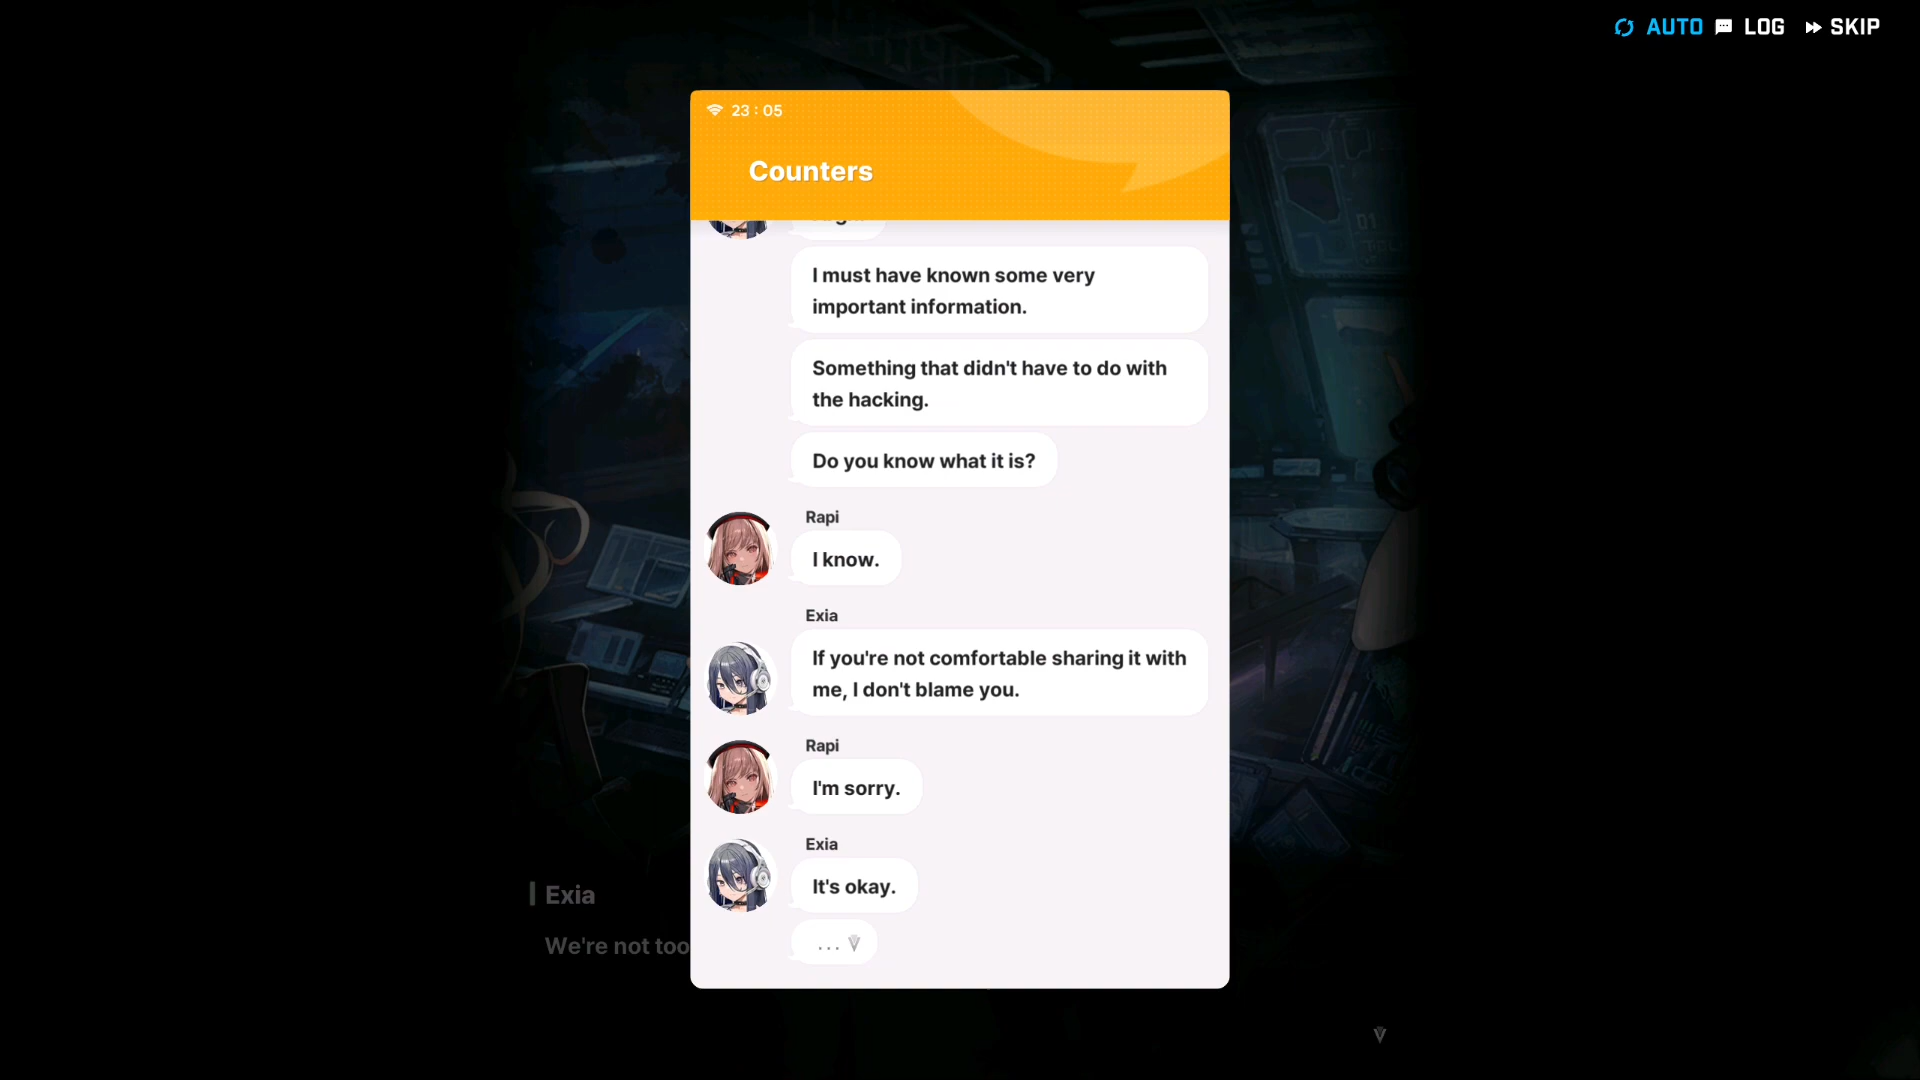 AUTO LOG SKIP
23 : 05
Counters
I must have known some very
important information.
Something that didn't have to do with
the hacking.
Do you know what it is?
Rapi
I know.
Exia
If you're not comfortable sharing it with
me, I don't blame you.
Rapi
I'm sorry.
Exia
It's okay.
...
Exia
We're not too